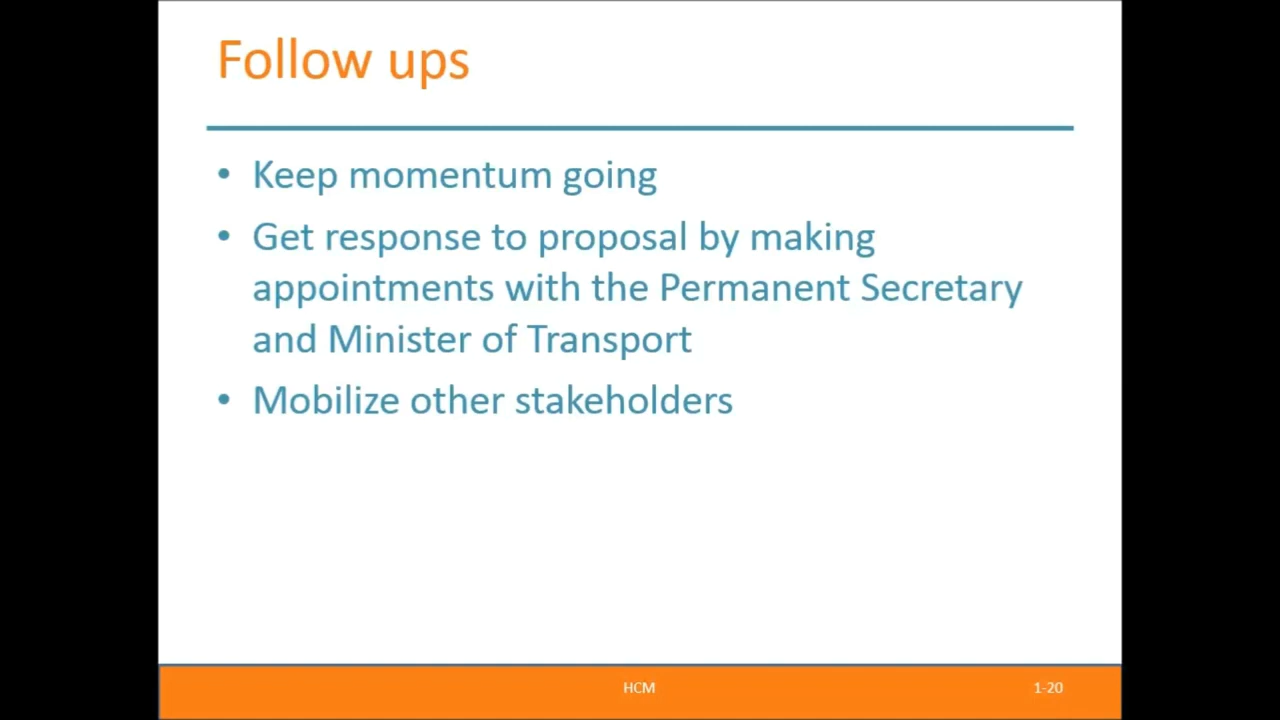 Follow ups
• Keep momentum going
• Get response to proposal by making
appointments with the Permanent Secretary
and Minister of Transport
• Mobilize other stakeholders
HCM
1-20